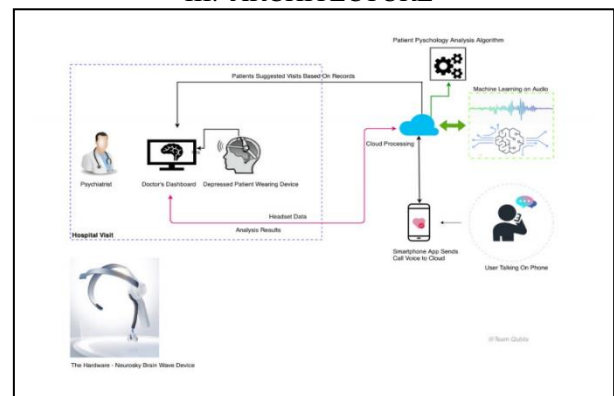 III. ARCHITECTURE
Patient Pyschology Analysis Algorithm
Patients Suggested Visits Based On Records
Machine Learning on Audio
Cloud Processing
Psychiatrist
Doctor's Dashboard
Depressed Patient Wearing Device
Headset Data
Analysis Results
Hospital Visit
Smartphone App Sends
Call Voice to Cloud
User Talking On Phone
The Hardware - Neurosky Brain Wave Device